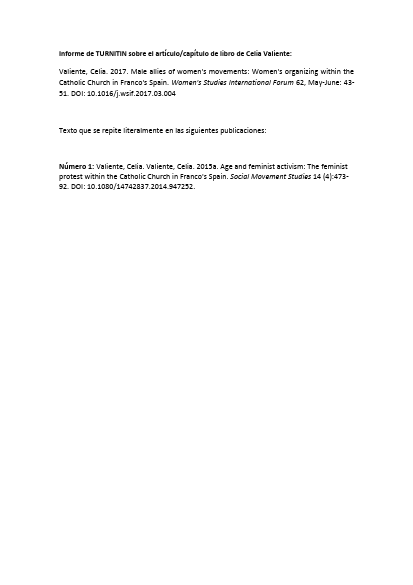 Informe de TURNITIN sobre el artículo/capítulo de libro de Celia Valiente:
Valiente, Celia. 2017. Male allies of women's movements: Women's organizing within the
Catholic Church in Franco's Spain. Women's Studies International Forum 62, May-June: 43-
51. DOI: 10.1016/j.wsif.2017.03.004
Texto que se repite literalmente en las siguientes publicaciones:
Número 1: Valiente, Celia. Valiente, Celia. 2015a. Age and feminist activism: The feminist
protest within the Catholic Church in Franco's Spain. Social Movement Studies 14 (4):473-
92. DOI: 10.1080/14742837.2014.947252.